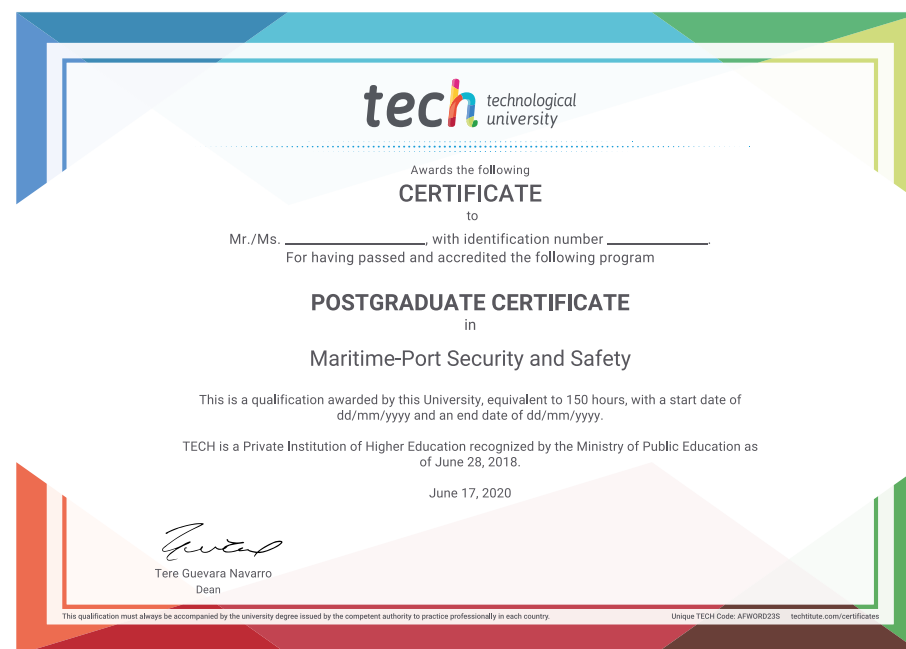 tech technological
university
Awards the following
CERTIFICATE
to
Mr./Ms. ____________________, with identification number ______________.
For having passed and accredited the following program
POSTGRADUATE CERTIFICATE
in
Maritime-Port Security and Safety
This is a qualification awarded by this University, equivalent to 150 hours, with a start date of
dd/mm/yyyy and an end date of dd/mm/yyyy.
TECH is a Private Institution of Higher Education recognized by the Ministry of Public Education as
of June 28, 2018.
June 17, 2020
Tere Guevara Navarro
Dean
This qualification must always be accompanied by the university degree issued by the competent authority to practice professionally in each country.
Unique TECH Code: AFWORD23S techtitute.com/certificates